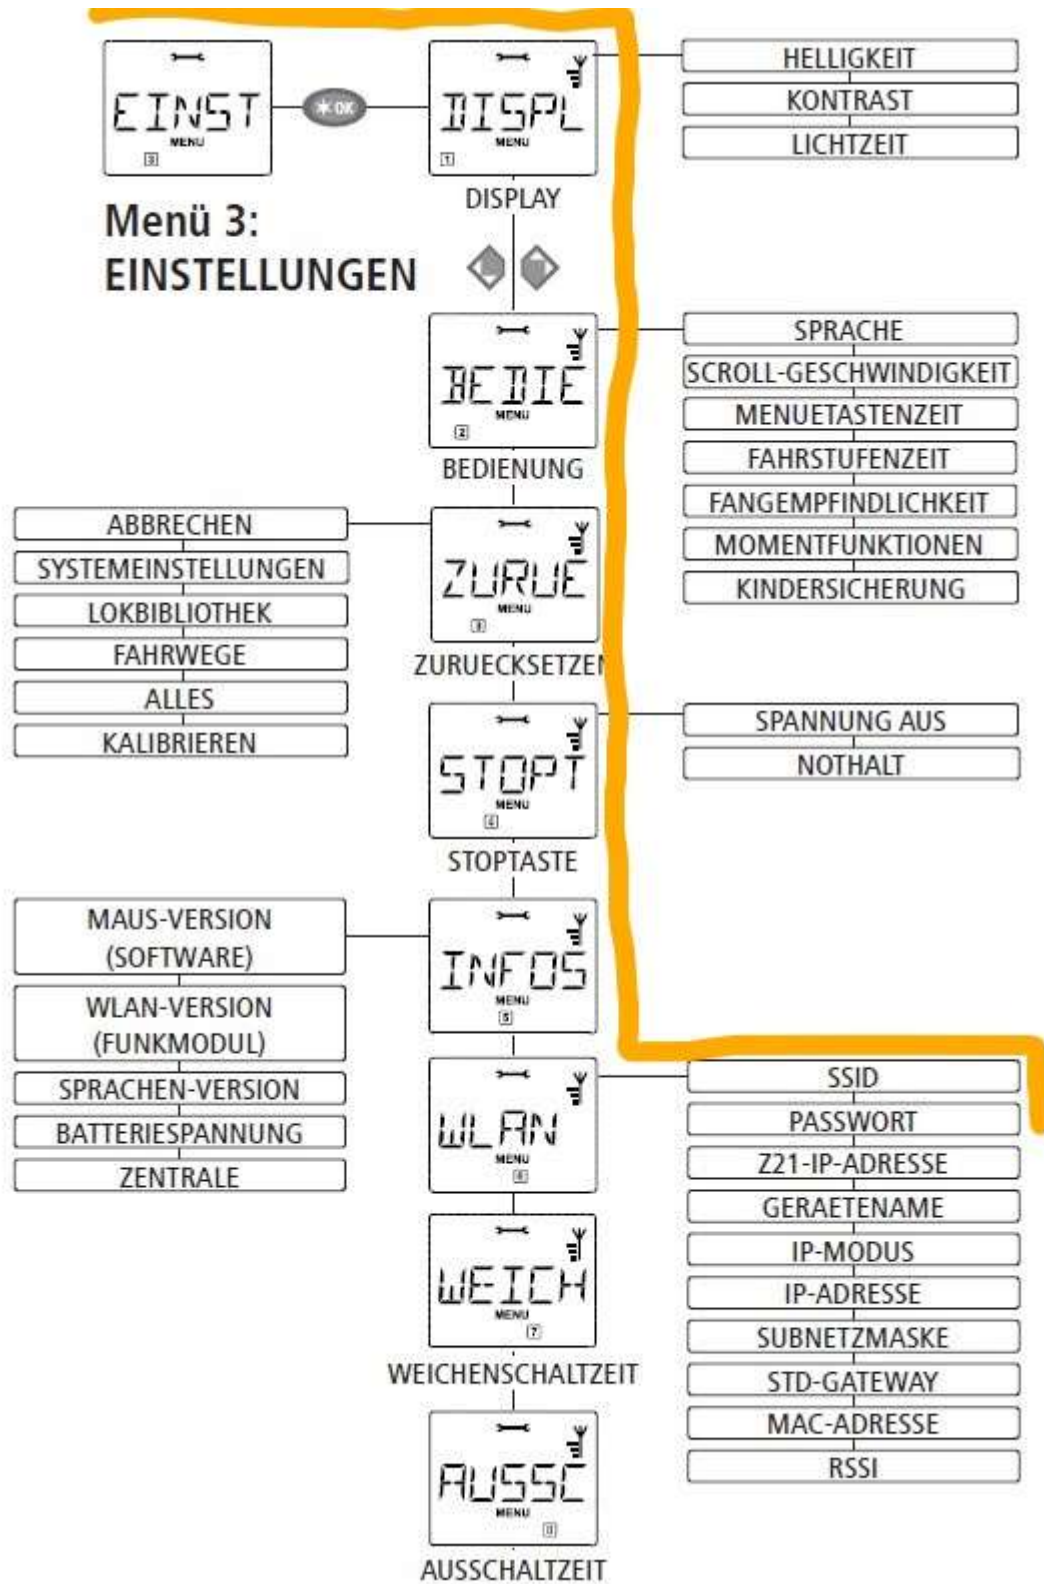 EINST
MENU
3
OK
DISPL
MENU
1
DISPLAY
HELLIGKEIT
KONTRAST
LICHTZEIT
Menü 3:
EINSTELLUNGEN
BEDIE
MENU
2
BEDIENUNG
SPRACHE
SCROLL-GESCHWINDIGKEIT
MENUETASTENZEIT
FAHRSTUFENZEIT
FANGEMPFINDLICHKEIT
MOMENTFUNKTIONEN
KINDERSICHERUNG
ABBRECHEN
SYSTEMEINSTELLUNGEN
LOKBIBLIOTHEK
FAHRWEGE
ALLES
KALIBRIEREN
ZURUE
MENU
3
ZURUECKSETZEN
STOPT
MENU
4
STOPTASTE
SPANNUNG AUS
NOTHALT
MAUS-VERSION
(SOFTWARE)
WLAN-VERSION
(FUNKMODUL)
SPRACHEN-VERSION
BATTERIESPANNUNG
ZENTRALE
INFOS
MENU
5
WLAN
MENU
6
SSID
PASSWORT
Z21-IP-ADRESSE
GERAETENAME
IP-MODUS
IP-ADRESSE
SUBNETZMASKE
STD-GATEWAY
MAC-ADRESSE
RSSI
WEICH
MENU
7
WEICHENSCHALTZEIT
AUSSC
MENU
8
AUSSCHALTZEIT